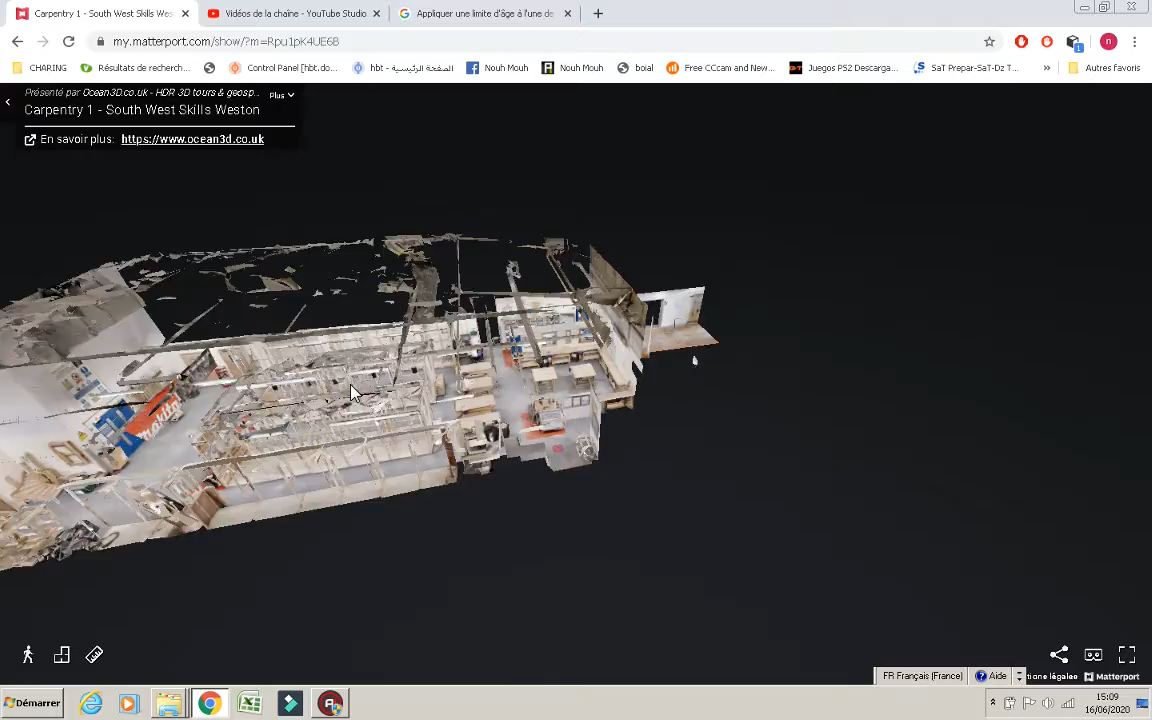 Carpentry 1 - South West Skills Wes
Vidéos de la chaîne - YouTube Studio
Appliquer une limite d'âge à l'une de
my.matterport.com/show/?m=Rpu1pK4UE6B
CHARING
Résultats de recherch...
Control Panel [hbt.do...
hbt - الصفحة الرئيسية
Nouh Mouh
Nouh Mouh
boial
Free CCcam and New...
Juegos PS2 Descarga...
SaT Prepar-SaT-Dz T...
»
Autres favoris
Présenté par Ocean3D.co.uk - HDR 3D tours & geosp...
Plus
Carpentry 1 - South West Skills Weston
En savoir plus: https://www.ocean3d.co.uk
makita
FR Français (France)
Aide
tions légales
Matterport
Démarrer
15:09
16/06/2020